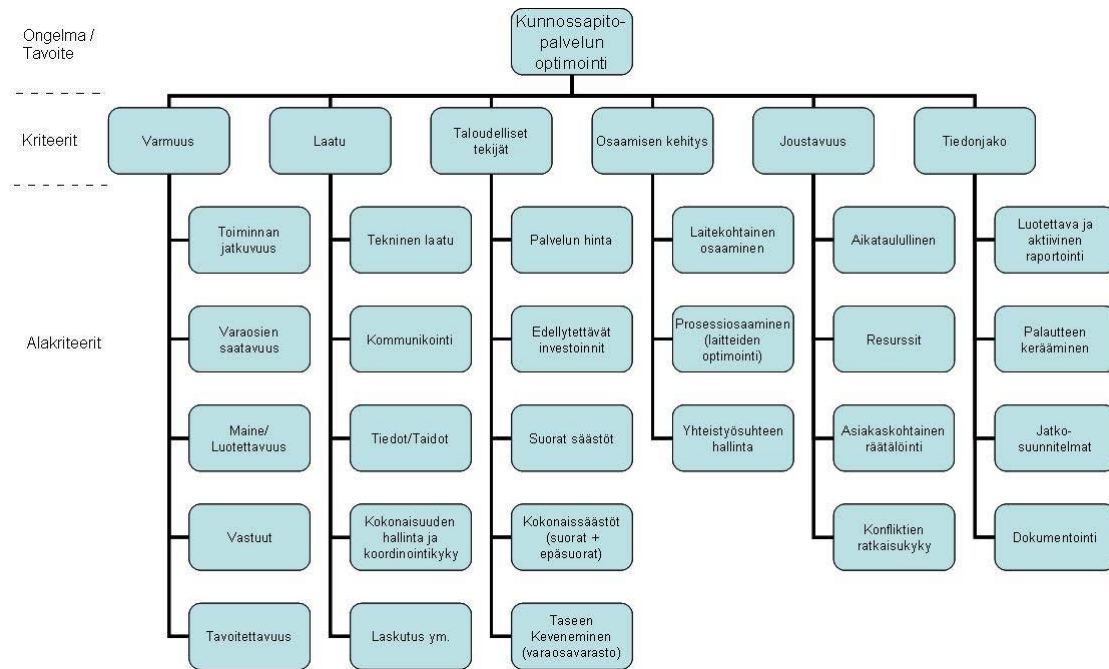 Ongelma /
Tavoite
Kunnossapito-
palvelun
optimointi
Kriteerit
Varmuus
Laatu
Taloudelliset
tekijät
Osaamisen kehitys
Joustavuus
Tiedonjako
Alakriteerit
Toiminnan
jatkuvuus
Varaosien
saatavuus
Maine/
Luotettavuus
Vastuut
Tavoitettavuus
Tekninen laatu
Kommunikointi
Tiedot/Taidot
Kokonaisuuden
hallinta ja
koordinointikyky
Laskutus ym.
Palvelun hinta
Edellytettävät
investoinnit
Suorat säästöt
Kokonaissäästöt
(suorat +
epäsuorat)
Taseen
Keveneminen
(varaosavarasto)
Laitekohtainen
osaaminen
Prosessiosaaminen
(laitteiden
optimointi)
Yhteistyösuhteen
hallinta
Aikataulullinen
Resurssit
Asiakaskohtainen
räätälöinti
Konfliktien
ratkaisukyky
Luotettava ja
aktiivinen
raportointi
Palautteen
kerääminen
Jatko-
suunnitelmat
Dokumentointi